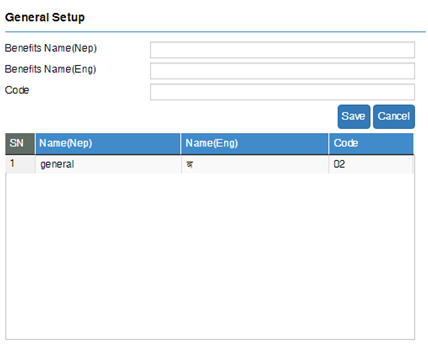 General Setup
Benefits Name(Nep)
Benefits Name(Eng)
Code
Save Cancel
SN Name(Nep) Name(Eng) Code
1 general 02